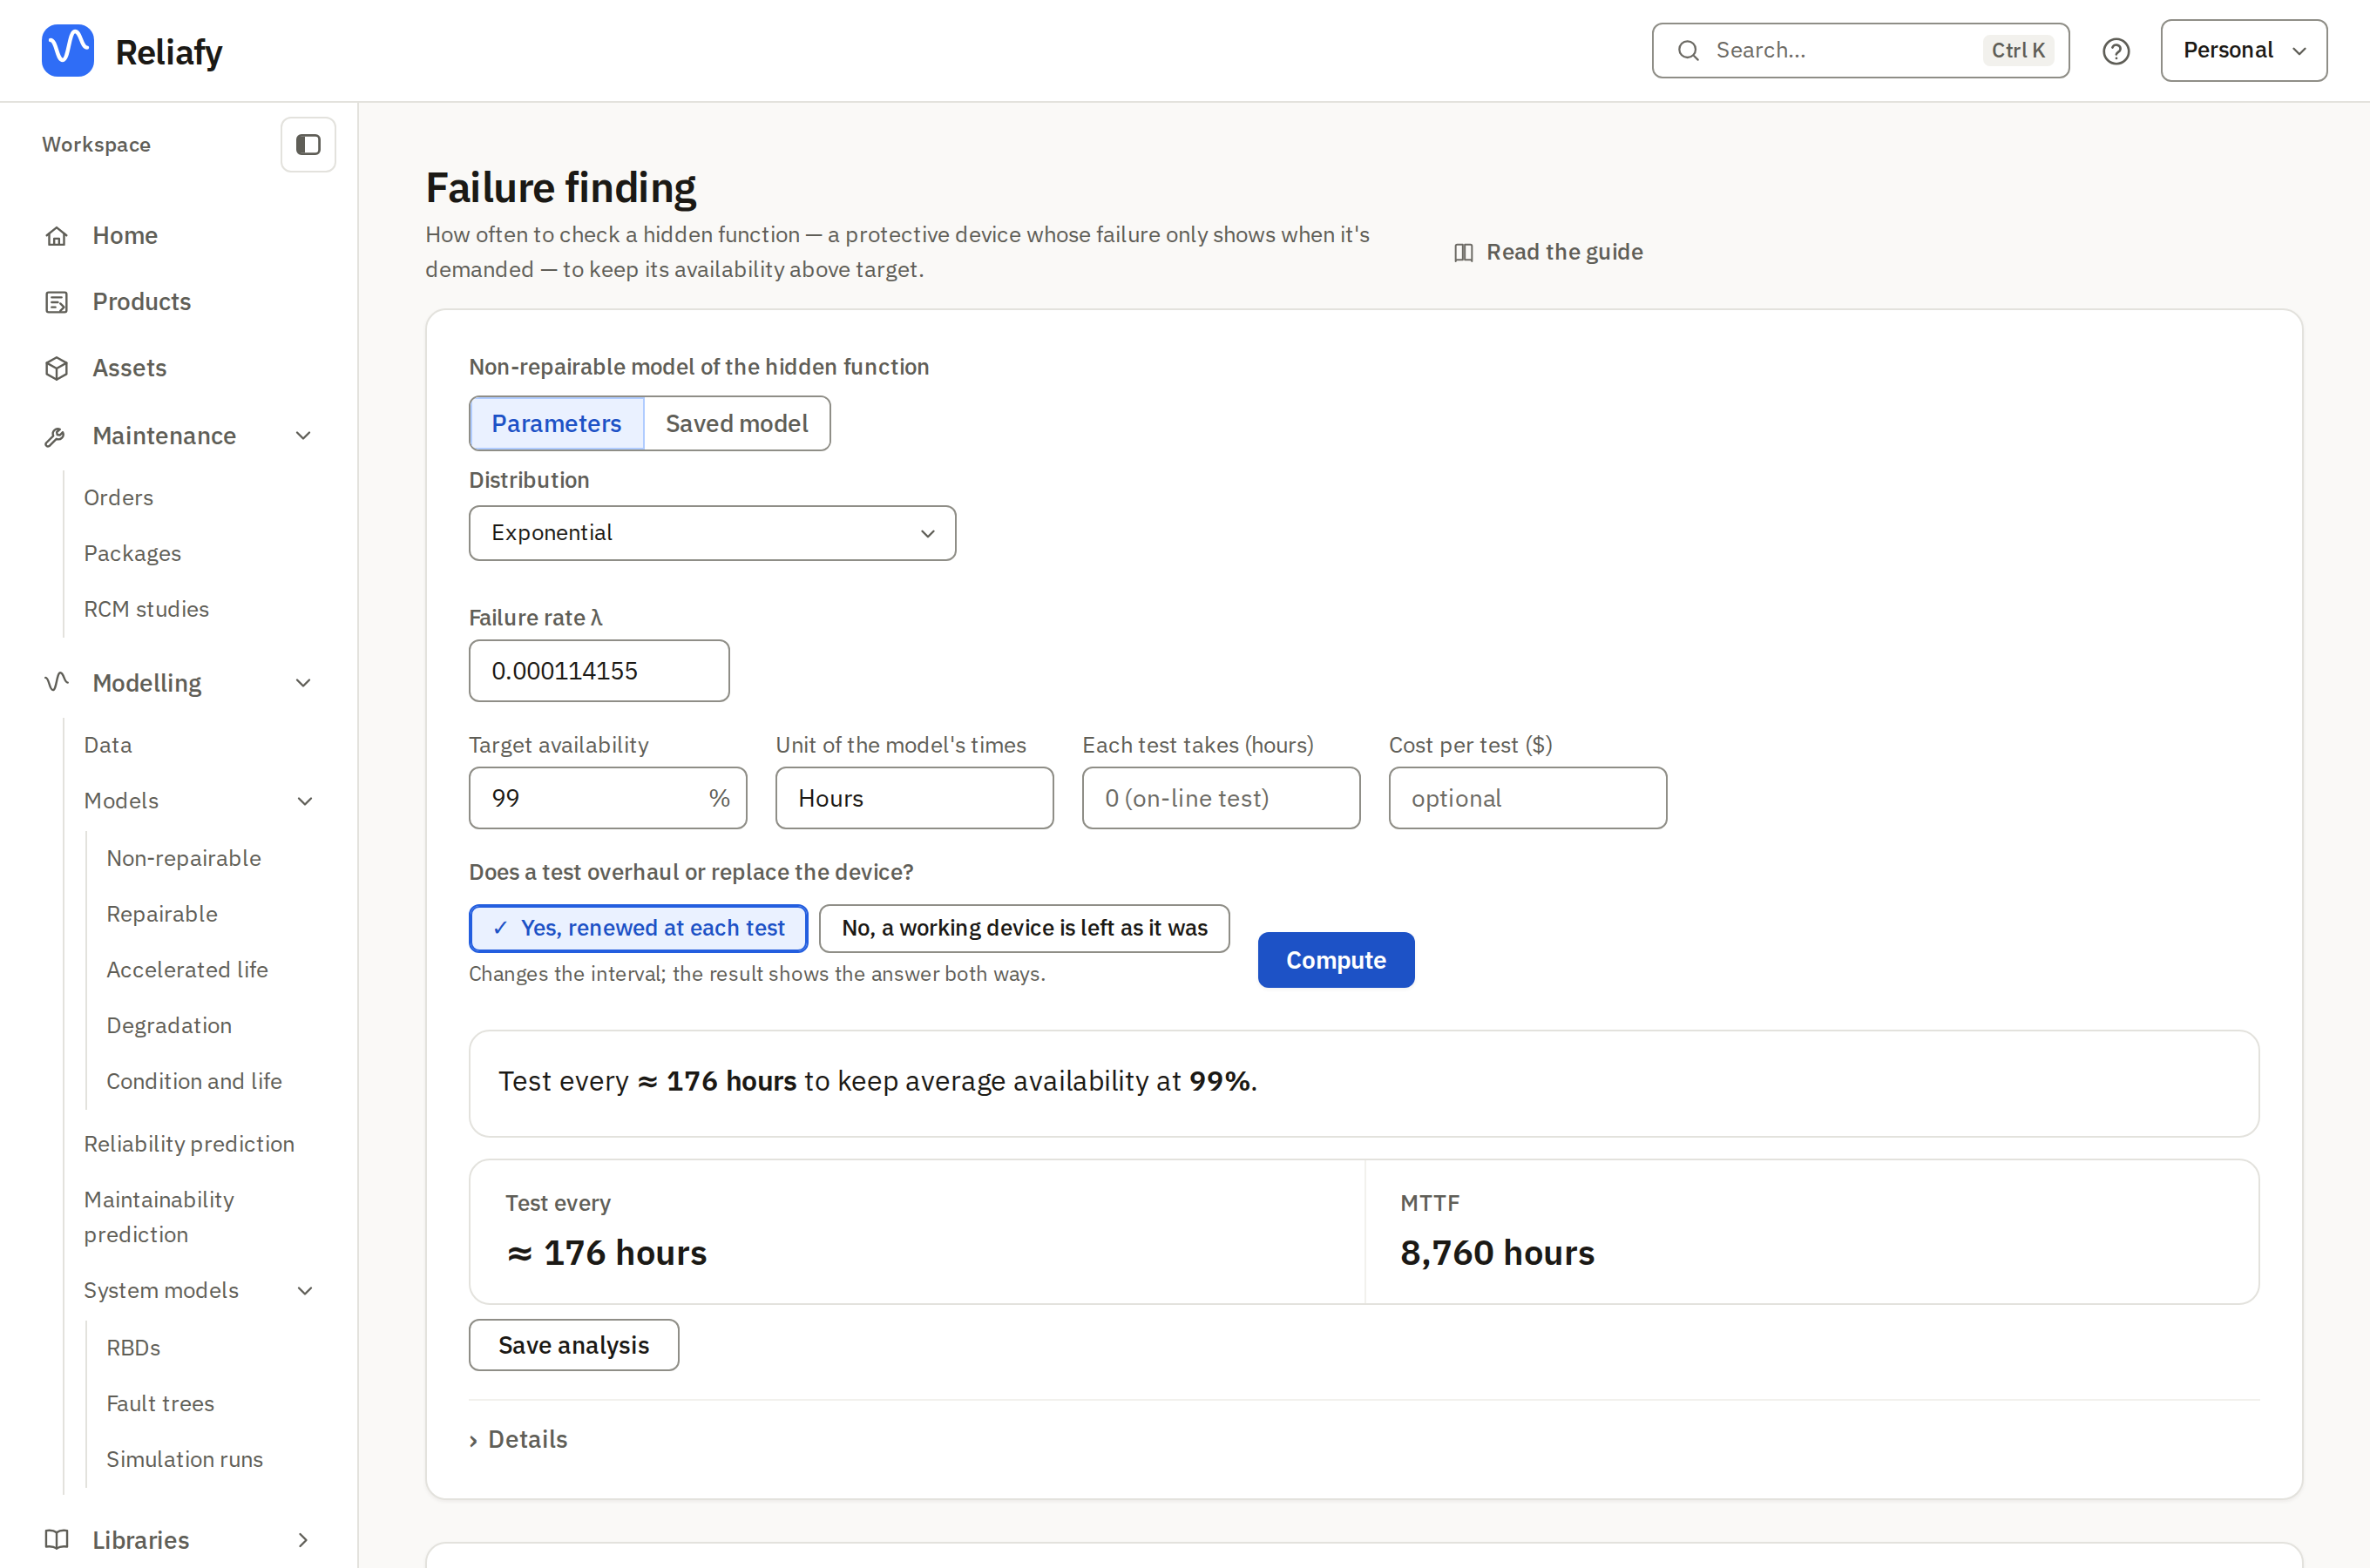 Reliafy
Search...
Ctrl K
Personal
Workspace
Home
Products
Assets
Maintenance
Orders
Packages
RCM studies
Modelling
Data
Models
Non-repairable
Repairable
Accelerated life
Degradation
Condition and life
Reliability prediction
Maintainability
prediction
System models
RBDs
Fault trees
Simulation runs
Libraries
Failure finding
How often to check a hidden function — a protective device whose failure only shows when it's
demanded — to keep its availability above target.
Read the guide
Non-repairable model of the hidden function
Parameters
Saved model
Distribution
Exponential
Failure rate λ
0.000114155
Target availability
Unit of the model's times
Each test takes (hours)
Cost per test ($)
99
%
Hours
0 (on-line test)
optional
Does a test overhaul or replace the device?
✓ Yes, renewed at each test
No, a working device is left as it was
Changes the interval; the result shows the answer both ways.
Compute
Test every ≈ 176 hours to keep average availability at 99%.
Test every
≈ 176 hours
MTTF
8,760 hours
Save analysis
› Details